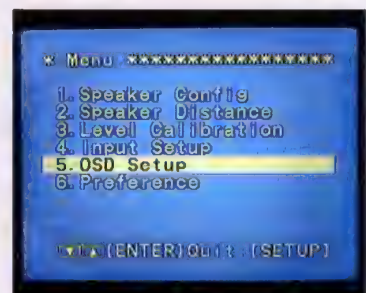 * Menu *******************
1. Speaker Config
2. Speaker Distance
3. Level Calibration
4. Input Setup
5. OSD Setup
6. Preference
▼▲ [ENTER] Quit : [SETUP]